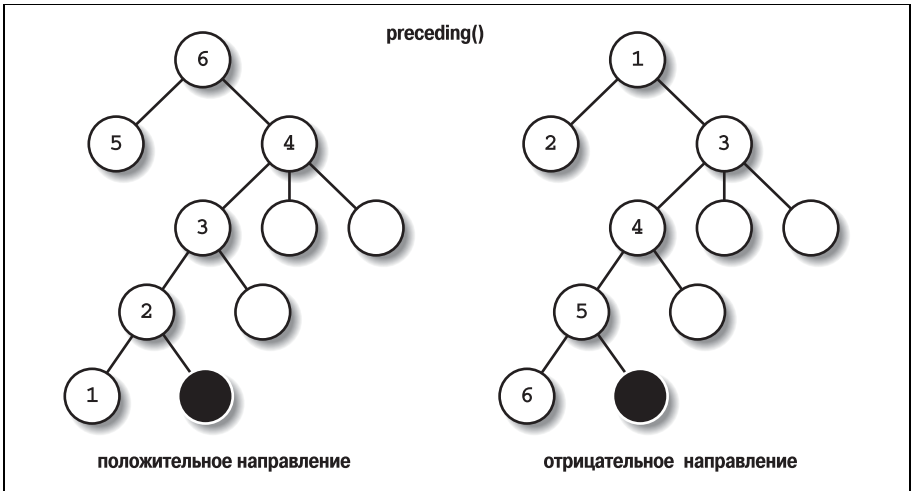 preceding()
6 1
5 4 2 3
3 4
2 5
1 6
положительное направление отрицательное направление